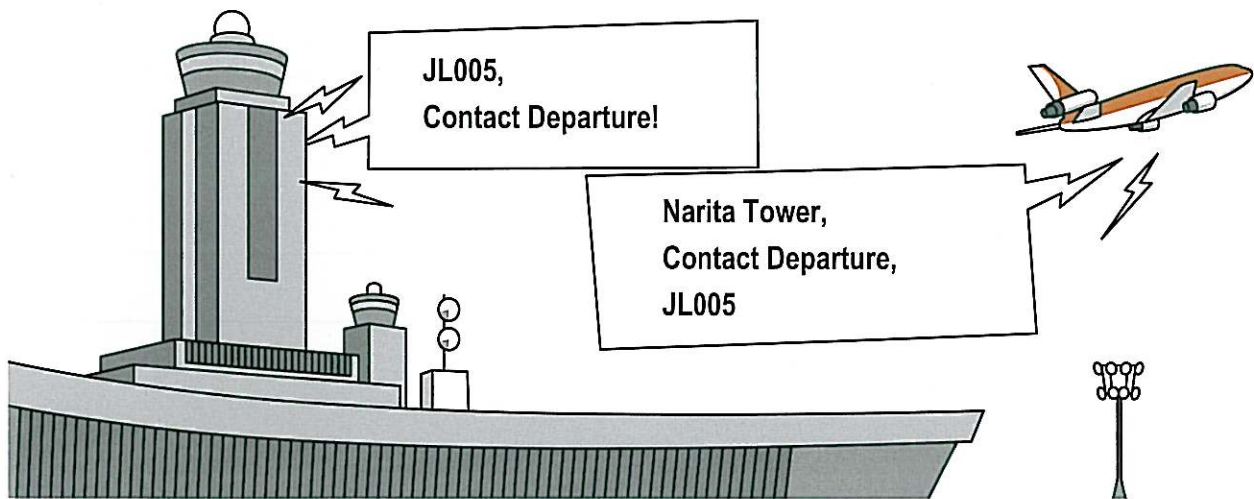 JL005,
Contact Departure!
Narita Tower,
Contact Departure,
JL005